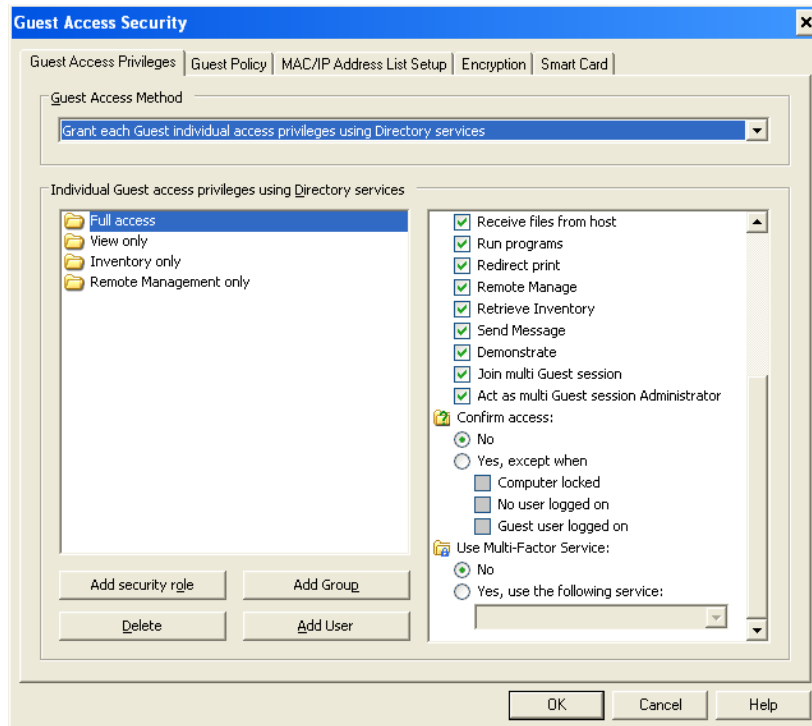 Guest Access Security
Guest Access Privileges
Guest Policy
MAC/IP Address List Setup
Encryption
Smart Card
Guest Access Method
Grant each Guest individual access privileges using Directory services
Individual Guest access privileges using Directory services
Full access
View only
Inventory only
Remote Management only
Receive files from host
Run programs
Redirect print
Remote Manage
Retrieve Inventory
Send Message
Demonstrate
Join multi Guest session
Act as multi Guest session Administrator
Confirm access:
No
Yes, except when
Computer locked
No user logged on
Guest user logged on
Use Multi-Factor Service:
No
Yes, use the following service:
Add security role
Add Group
Delete
Add User
OK
Cancel
Help